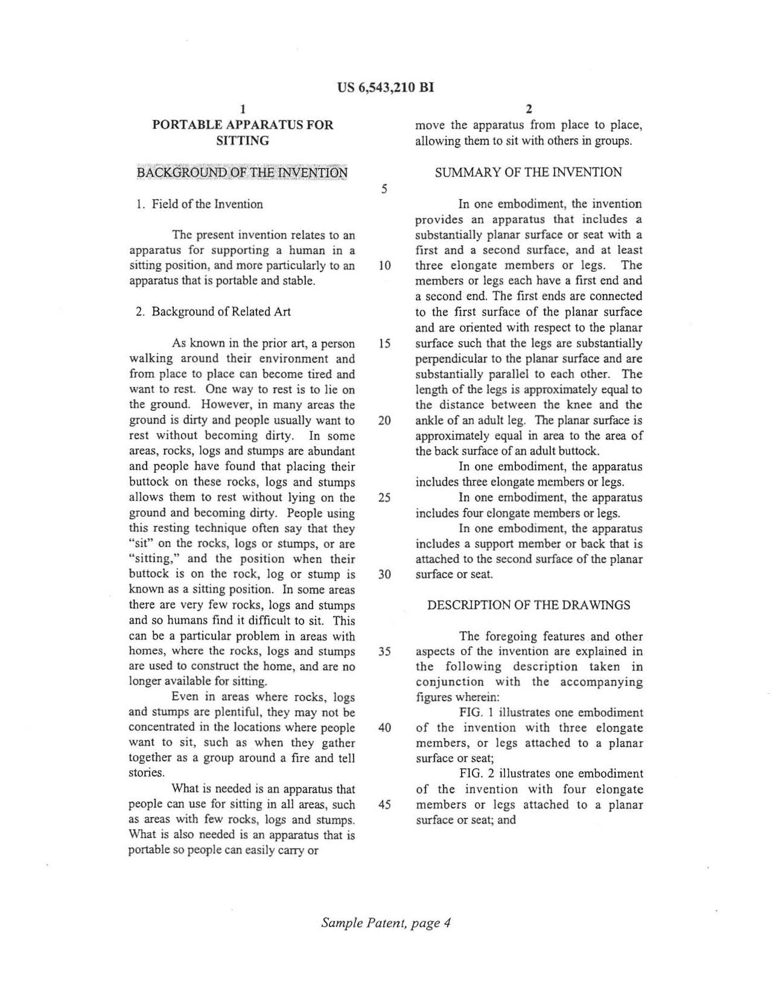 US 6,543,210 BI
1
PORTABLE APPARATUS FOR
SITTING
BACKGROUND OF THE INVENTION
1. Field of the Invention
The present invention relates to an
apparatus for supporting a human in a
sitting position, and more particularly to an
apparatus that is portable and stable.
2. Background of Related Art
As known in the prior art, a person
walking around their environment and
from place to place can become tired and
want to rest. One way to rest is to lie on
the ground. However, in many areas the
ground is dirty and people usually want to
rest without becoming dirty. In some
areas, rocks, logs and stumps are abundant
and people have found that placing their
buttock on these rocks, logs and stumps
allows them to rest without lying on the
ground and becoming dirty. People using
this resting technique often say that they
“sit” on the rocks, logs or stumps, or are
“sitting,” and the position when their
buttock is on the rock, log or stump is
known as a sitting position. In some areas
there are very few rocks, logs and stumps
and so humans find it difficult to sit. This
can be a particular problem in areas with
homes, where the rocks, logs and stumps
are used to construct the home, and are no
longer available for sitting.
Even in areas where rocks, logs
and stumps are plentiful, they may not be
concentrated in the locations where people
want to sit, such as when they gather
together as a group around a fire and tell
stories.
What is needed is an apparatus that
people can use for sitting in all areas, such
as areas with few rocks, logs and stumps.
What is also needed is an apparatus that is
portable so people can easily carry or
5
10
15
20
25
30
35
40
45
2
move the apparatus from place to place,
allowing them to sit with others in groups.
SUMMARY OF THE INVENTION
In one embodiment, the invention
provides an apparatus that includes a
substantially planar surface or seat with a
first and a second surface, and at least
three elongate members or legs. The
members or legs each have a first end and
a second end. The first ends are connected
to the first surface of the planar surface
and are oriented with respect to the planar
surface such that the legs are substantially
perpendicular to the planar surface and are
substantially parallel to each other. The
length of the legs is approximately equal to
the distance between the knee and the
ankle of an adult leg. The planar surface is
approximately equal in area to the area of
the back surface of an adult buttock.
In one embodiment, the apparatus
includes three elongate members or legs.
In one embodiment, the apparatus
includes four elongate members or legs.
In one embodiment, the apparatus
includes a support member or back that is
attached to the second surface of the planar
surface or seat.
DESCRIPTION OF THE DRAWINGS
The foregoing features and other
aspects of the invention are explained in
the following description taken in
conjunction with the accompanying
figures wherein:
FIG. 1 illustrates one embodiment
of the invention with three elongate
members, or legs attached to a planar
surface or seat;
FIG. 2 illustrates one embodiment
of the invention with four elongate
members or legs attached to a planar
surface or seat; and
Sample Patent, page 4